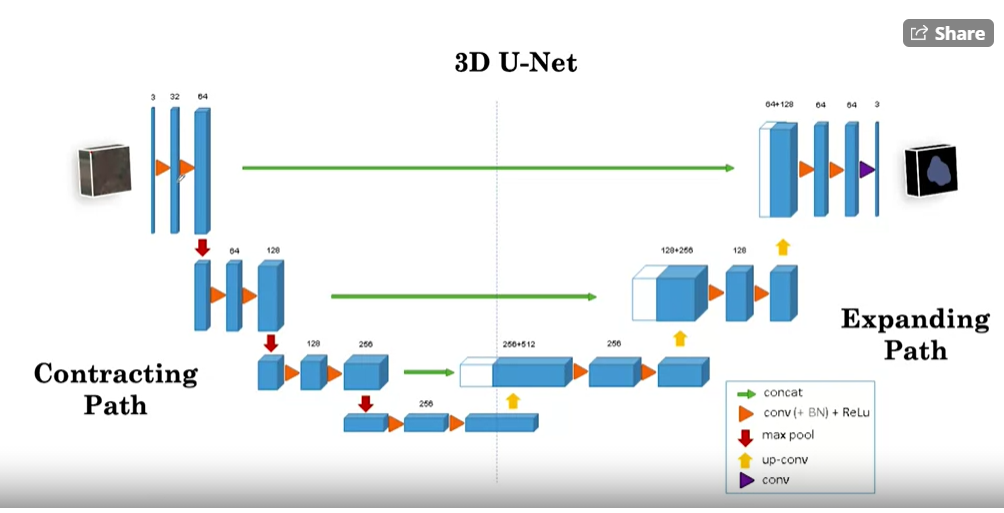 Share
3D U-Net
3 32 64
64+128 64 64 3
64 128
128+256 128
Expanding
Path
128 256
256+512 256
Contracting
Path
256
concat
conv (+ BN) + ReLu
max pool
up-conv
conv